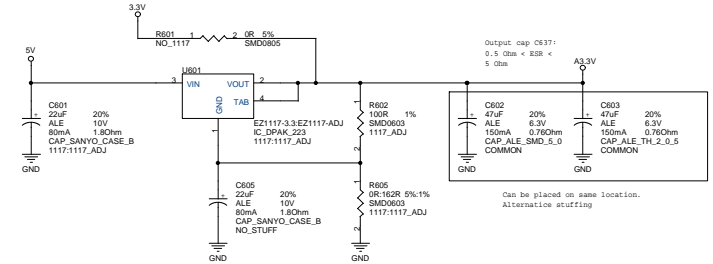 3.3V
R601 1 2 0R 5%
NO_1117 SMD0805
5V
U601
3 VIN VOUT 2
TAB 4
GND
1
EZ1117-3.3:EZ1117-ADJ
IC_DPAK_223
1117:1117_ADJ
C601
22uF 20%
ALE 10V
80mA 1.8Ohm
CAP_SANYO_CASE_B
1117:1117_ADJ
GND
1
R602
100R 1%
SMD0603
1117_ADJ
2
C605
22uF 20%
ALE 10V
80mA 1.8Ohm
CAP_SANYO_CASE_B
NO_STUFF
GND
1
R605
0R:162R 5%:1%
SMD0603
1117:1117_ADJ
2
GND
Output cap C637:
0.5 Ohm < ESR <
5 Ohm
A3.3V
C602
47uF 20%
ALE 6.3V
150mA 0.76Ohm
CAP_ALE_SMD_5_0
COMMON
GND
C603
47uF 20%
ALE 6.3V
150mA 0.76Ohm
CAP_ALE_TH_2_0_5
COMMON
GND
Can be placed on same location.
Alternatice stuffing